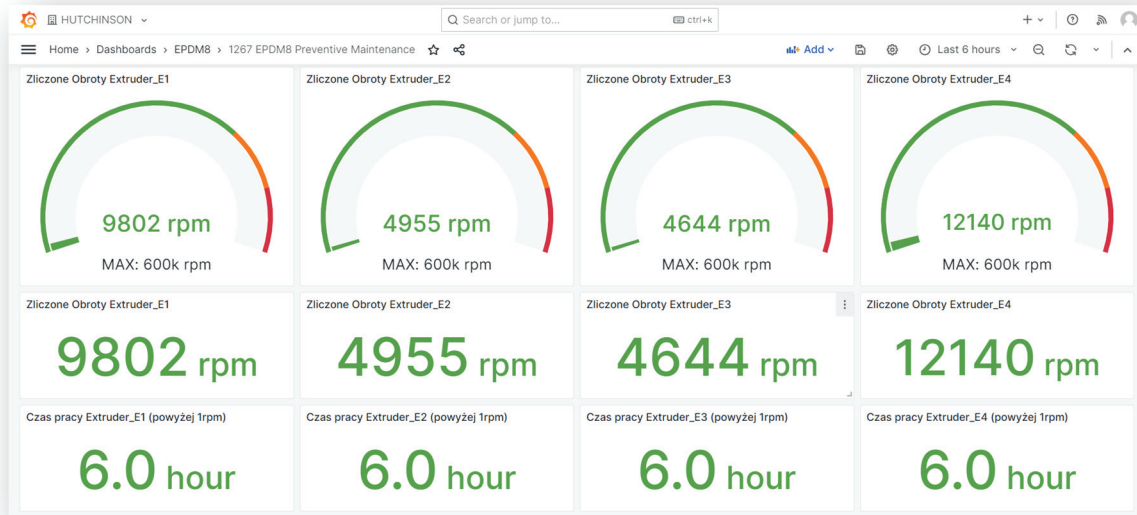 HUTCHINSON
Search or jump to...
ctrl+k
Home › Dashboards › EPDM8 › 1267 EPDM8 Preventive Maintenance
Add
Last 6 hours
Zliczone Obroty Extruder_E1
9802 rpm
MAX: 600k rpm
Zliczone Obroty Extruder_E2
4955 rpm
MAX: 600k rpm
Zliczone Obroty Extruder_E3
4644 rpm
MAX: 600k rpm
Zliczone Obroty Extruder_E4
12140 rpm
MAX: 600k rpm
Zliczone Obroty Extruder_E1
9802 rpm
Zliczone Obroty Extruder_E2
4955 rpm
Zliczone Obroty Extruder_E3
4644 rpm
Zliczone Obroty Extruder_E4
12140 rpm
Czas pracy Extruder_E1 (powyżej 1rpm)
6.0 hour
Czas pracy Extruder_E2 (powyżej 1rpm)
6.0 hour
Czas pracy Extruder_E3 (powyżej 1rpm)
6.0 hour
Czas pracy Extruder_E4 (powyżej 1rpm)
6.0 hour